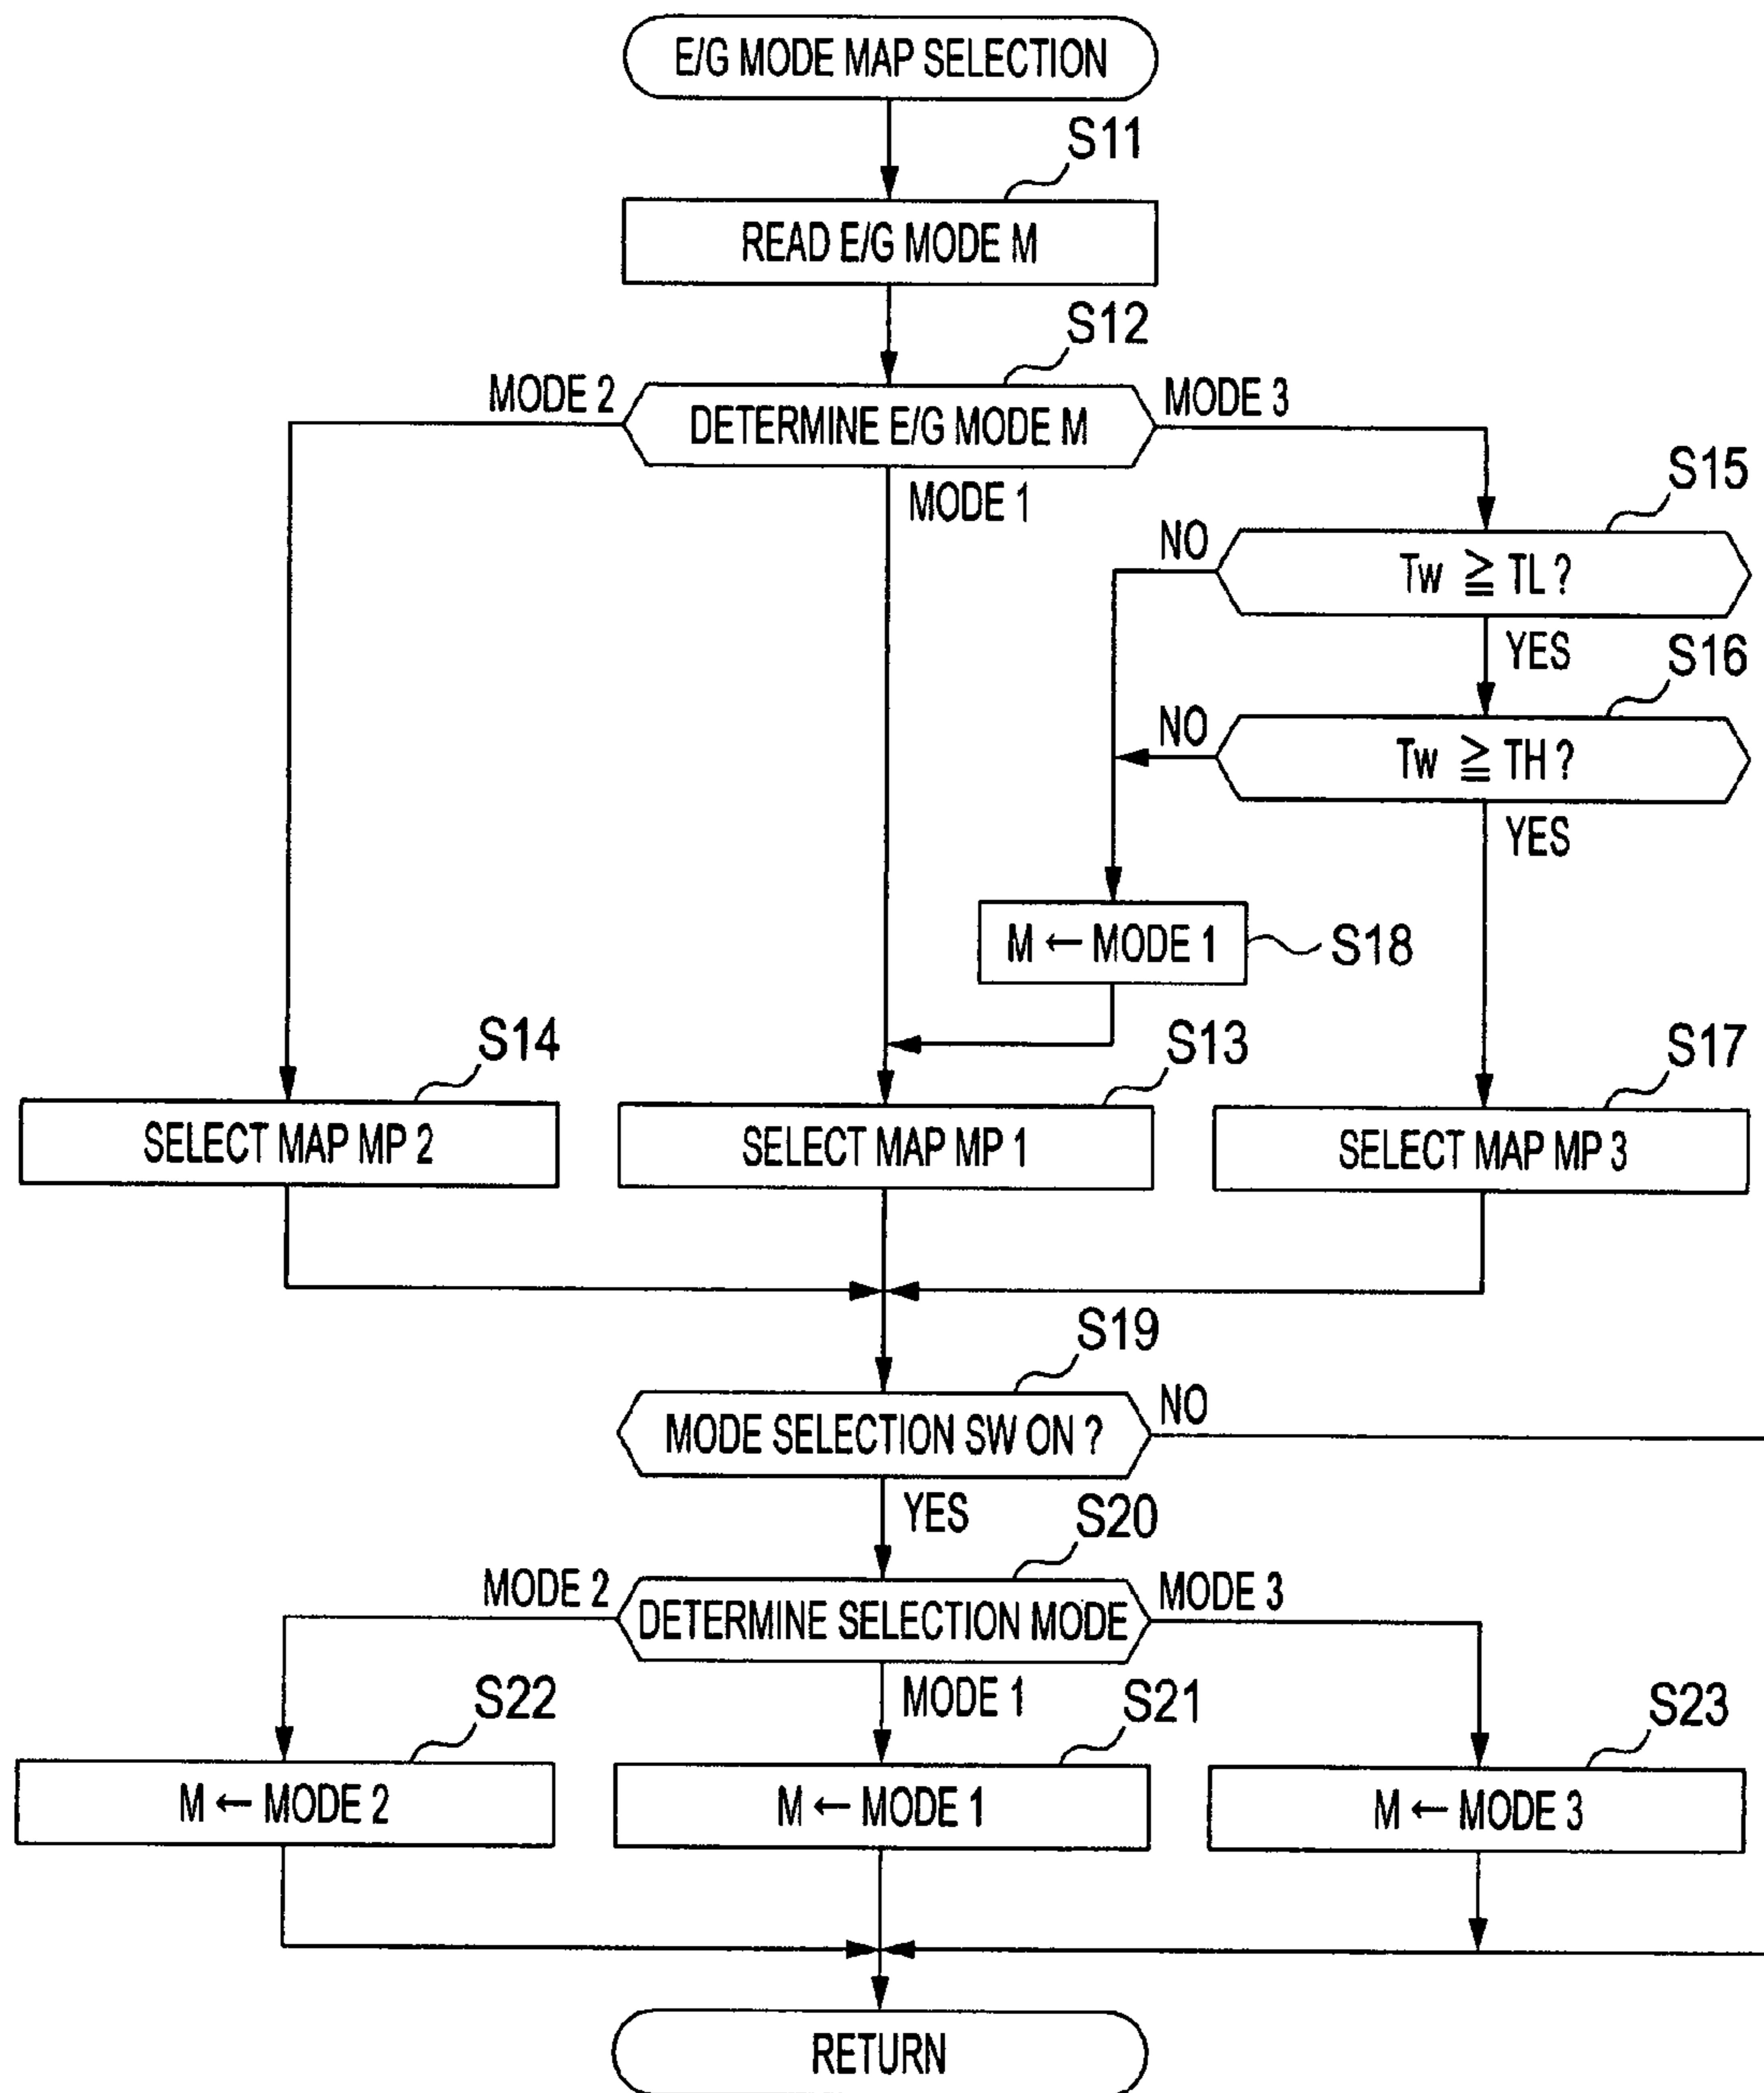 E/G MODE MAP SELECTION
S11
READ E/G MODE M
S12
MODE 2
DETERMINE E/G MODE M
MODE 3
MODE 1
S15
NO
Tw ≧ TL ?
YES
S16
NO
Tw ≧ TH ?
YES
M ← MODE 1
S18
S14
S13
S17
SELECT MAP MP 2
SELECT MAP MP 1
SELECT MAP MP 3
S19
MODE SELECTION SW ON ?
NO
YES
S20
MODE 2
DETERMINE SELECTION MODE
MODE 3
MODE 1
S22
S21
S23
M ← MODE 2
M ← MODE 1
M ← MODE 3
RETURN